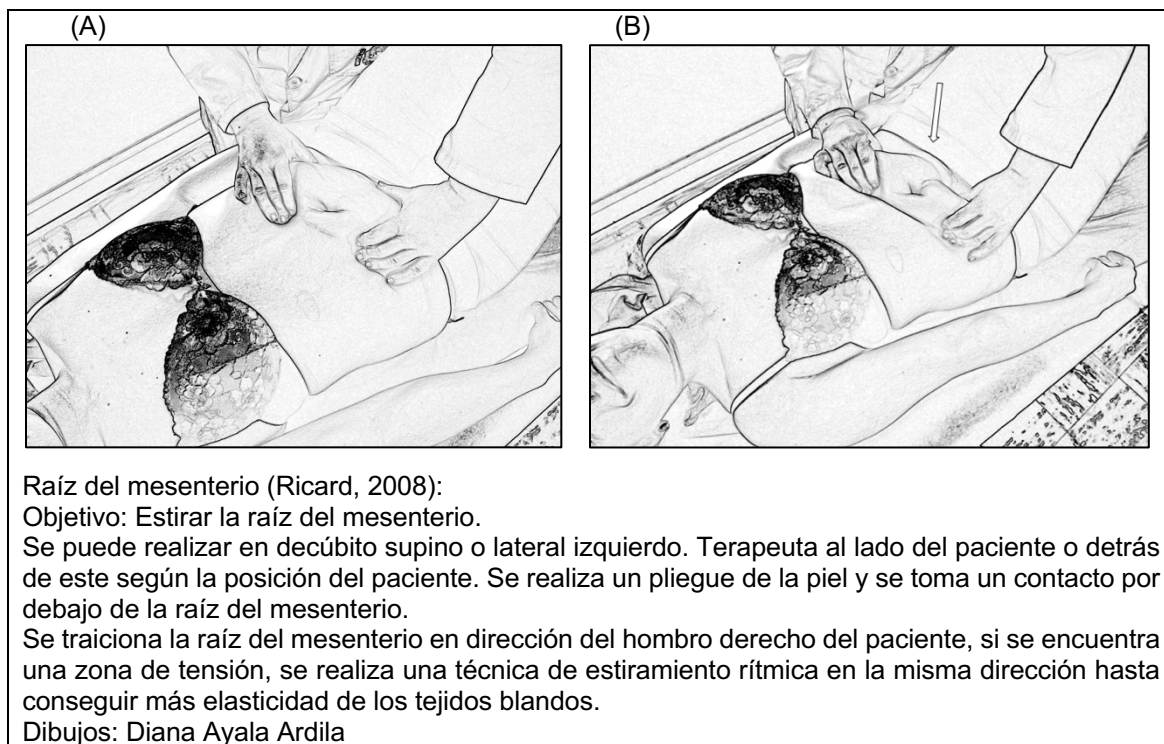 (A) (B)
Raíz del mesenterio (Ricard, 2008):
Objetivo: Estirar la raíz del mesenterio.
Se puede realizar en decúbito supino o lateral izquierdo. Terapeuta al lado del paciente o detrás
de este según la posición del paciente. Se realiza un pliegue de la piel y se toma un contacto por
debajo de la raíz del mesenterio.
Se traiciona la raíz del mesenterio en dirección del hombro derecho del paciente, si se encuentra
una zona de tensión, se realiza una técnica de estiramiento rítmica en la misma dirección hasta
conseguir más elasticidad de los tejidos blandos.
Dibujos: Diana Ayala Ardila